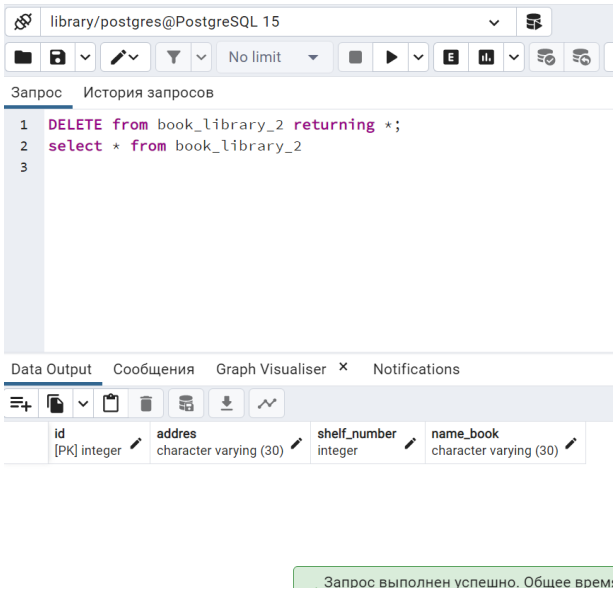 library/postgres@PostgreSQL 15
No limit
E
Запрос История запросов
1 DELETE from book_library_2 returning *;
2 select * from book_library_2
3
Data Output Сообщения Graph Visualiser × Notifications
id addres shelf_number name_book
[PK] integer character varying (30) integer character varying (30)
Запрос выполнен успешно. Общее время